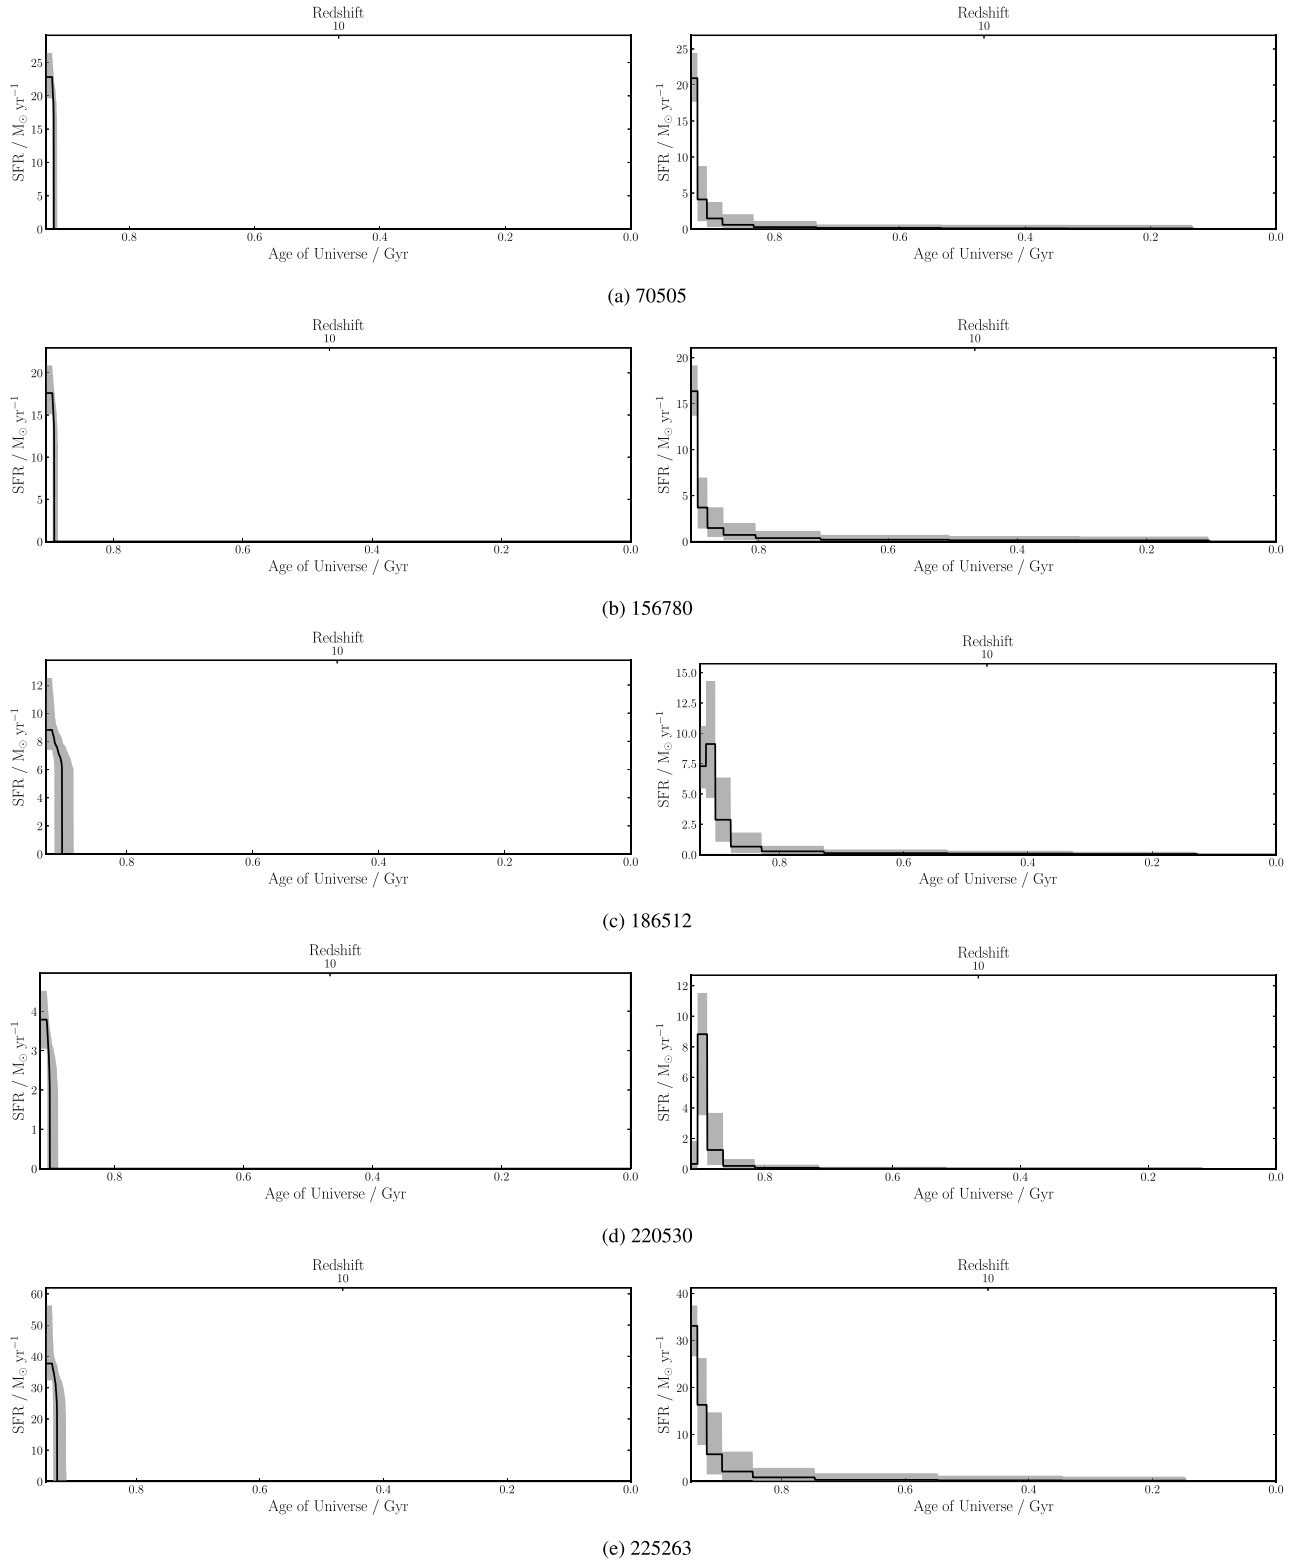 Redshift
10
25
20
15
10
5
0
SFR / M⊙ yr−1
0.8 0.6 0.4 0.2 0.0
Age of Universe / Gyr
Redshift
10
25
20
15
10
5
0
SFR / M⊙ yr−1
0.8 0.6 0.4 0.2 0.0
Age of Universe / Gyr
(a) 70505
Redshift
10
20
15
10
5
0
SFR / M⊙ yr−1
0.8 0.6 0.4 0.2 0.0
Age of Universe / Gyr
Redshift
10
20
15
10
5
0
SFR / M⊙ yr−1
0.8 0.6 0.4 0.2 0.0
Age of Universe / Gyr
(b) 156780
Redshift
10
12
10
8
6
4
2
0
SFR / M⊙ yr−1
0.8 0.6 0.4 0.2 0.0
Age of Universe / Gyr
Redshift
10
15.0
12.5
10.0
7.5
5.0
2.5
0.0
SFR / M⊙ yr−1
0.8 0.6 0.4 0.2 0.0
Age of Universe / Gyr
(c) 186512
Redshift
10
4
3
2
1
0
SFR / M⊙ yr−1
0.8 0.6 0.4 0.2 0.0
Age of Universe / Gyr
Redshift
10
12
10
8
6
4
2
0
SFR / M⊙ yr−1
0.8 0.6 0.4 0.2 0.0
Age of Universe / Gyr
(d) 220530
Redshift
10
60
50
40
30
20
10
0
SFR / M⊙ yr−1
0.8 0.6 0.4 0.2 0.0
Age of Universe / Gyr
Redshift
10
40
30
20
10
0
SFR / M⊙ yr−1
0.8 0.6 0.4 0.2 0.0
Age of Universe / Gyr
(e) 225263